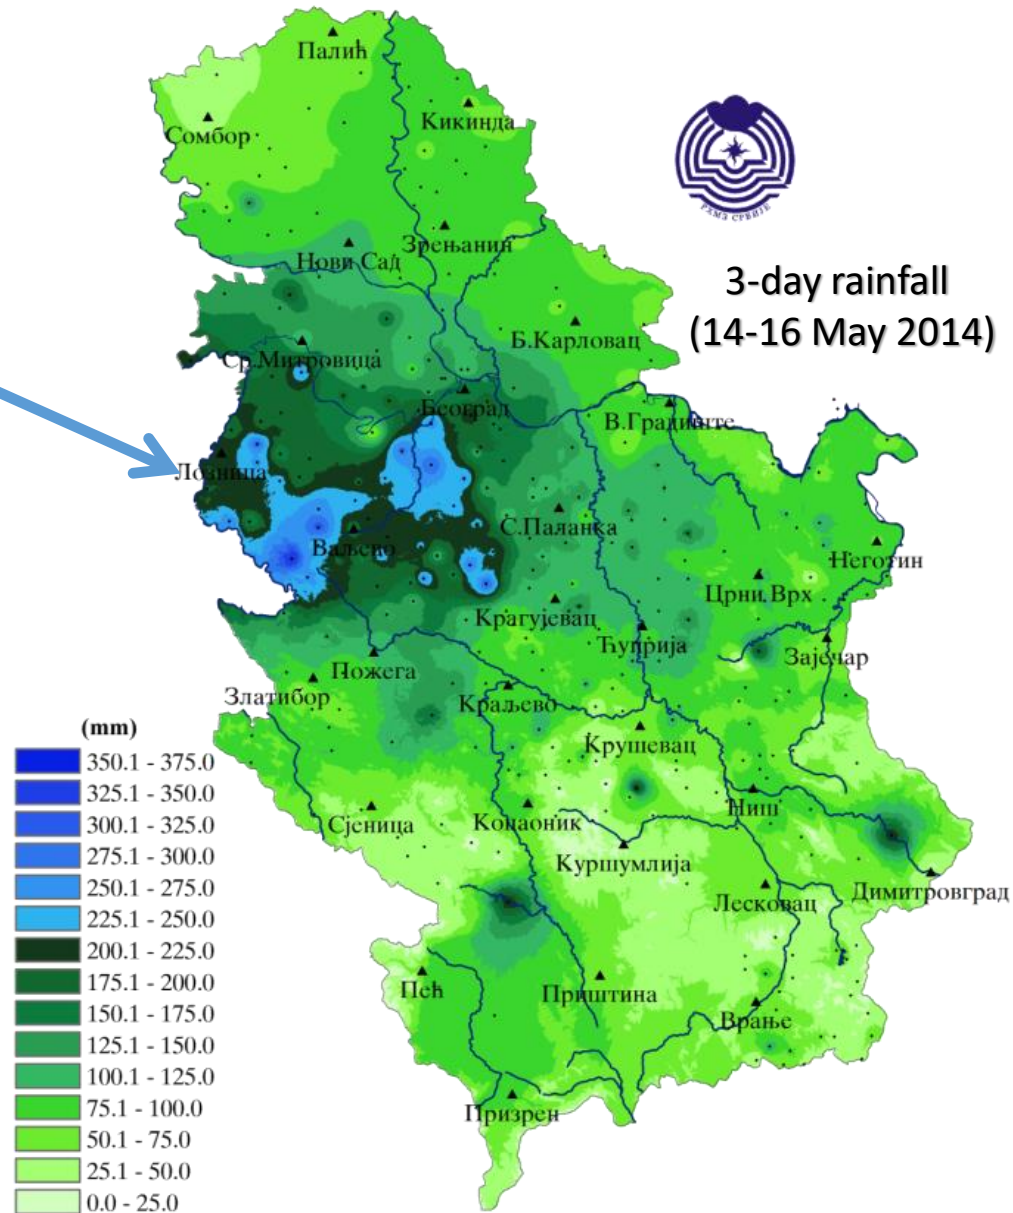 Палић
Кикинда
Сомбор
РХМЗ СРБИЈЕ
Зрењанин
Нови Сад
3-day rainfall
(14-16 May 2014)
Б.Карловац
Ср.Митровица
Београд
В.Градиште
Лозница
С.Паланка
Ваљево
Неготин
Црни Врх
Крагујевац
Ћуприја
Зајечар
Пожега
Златибор
Краљево
Крушевац
Ниш
Сјеница
Копаоник
Куршумлија
Димитровград
Лесковац
Пећ
Приштина
Врање
Призрен
(mm)
350.1 - 375.0
325.1 - 350.0
300.1 - 325.0
275.1 - 300.0
250.1 - 275.0
225.1 - 250.0
200.1 - 225.0
175.1 - 200.0
150.1 - 175.0
125.1 - 150.0
100.1 - 125.0
75.1 - 100.0
50.1 - 75.0
25.1 - 50.0
0.0 - 25.0